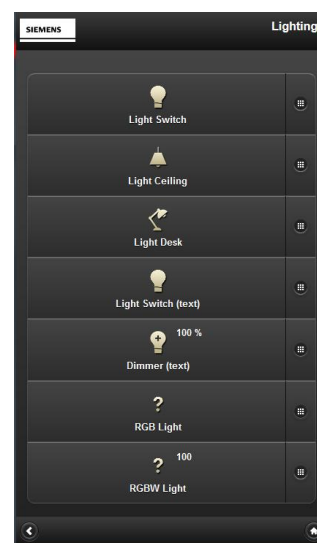 SIEMENS
Lighting
Light Switch
Light Ceiling
Light Desk
Light Switch (text)
100 %
Dimmer (text)
?
RGB Light
? 100
RGBW Light